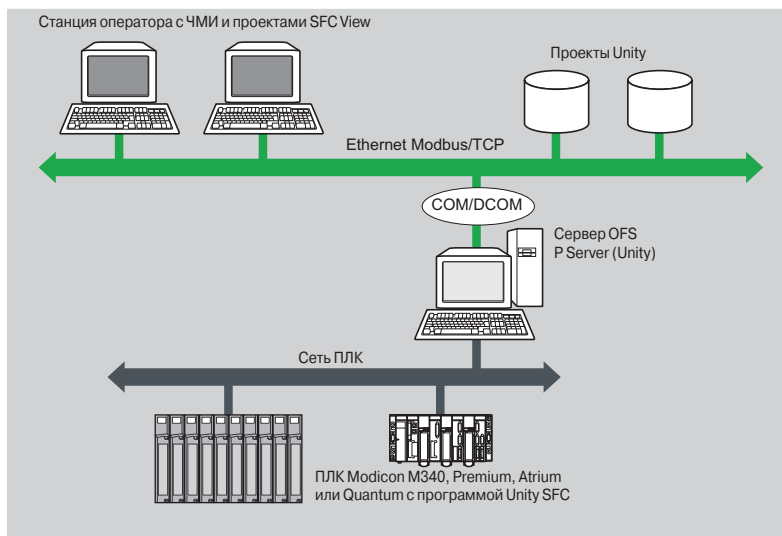 Станция оператора с ЧМИ и проектами SFC View
Проекты Unity
Ethernet Modbus/TCP
COM/DCOM
Сервер OFS
P Server (Unity)
Сеть ПЛК
ПЛК Modicon M340, Premium, Atrium
или Quantum с программой Unity SFC